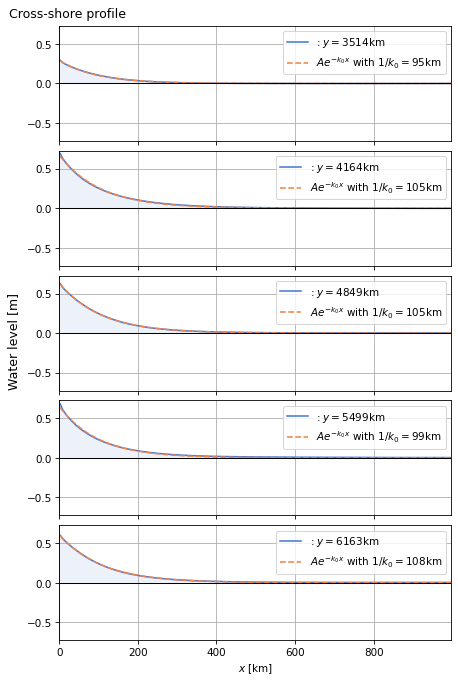 Cross-shore profile
0.5
0.0
−0.5
: y = 3514km
Ae^{−k₀x} with 1/k₀ = 95km
0.5
0.0
−0.5
: y = 4164km
Ae^{−k₀x} with 1/k₀ = 105km
Water level [m]
0.5
0.0
−0.5
: y = 4849km
Ae^{−k₀x} with 1/k₀ = 105km
0.5
0.0
−0.5
: y = 5499km
Ae^{−k₀x} with 1/k₀ = 99km
0.5
0.0
−0.5
: y = 6163km
Ae^{−k₀x} with 1/k₀ = 108km
0 200 400 600 800
x [km]